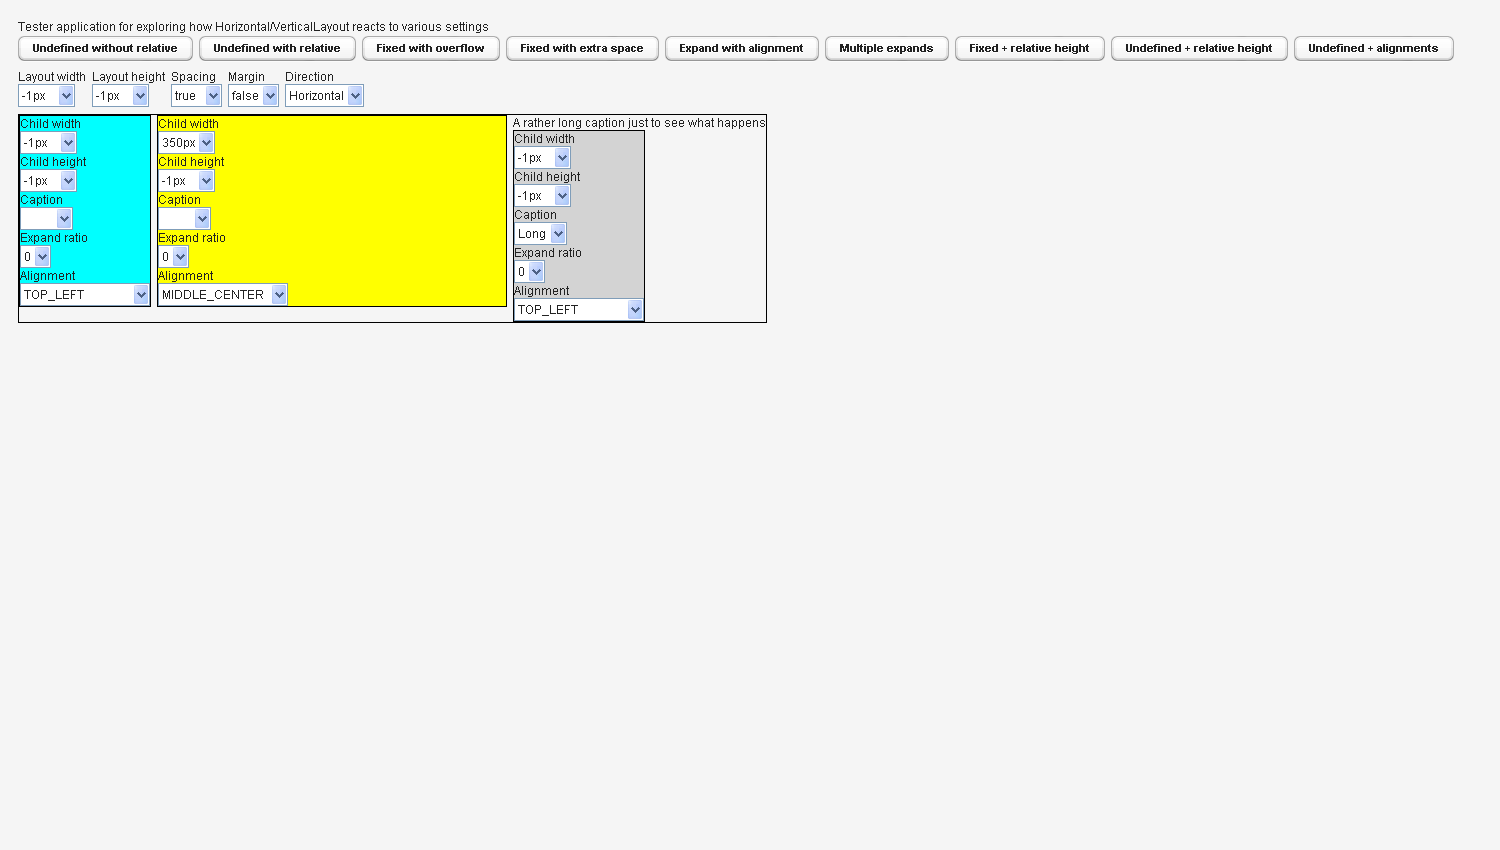 Tester application for exploring how Horizontal/VerticalLayout reacts to various settings
Undefined without relative Undefined with relative Fixed with overflow Fixed with extra space Expand with alignment Multiple expands Fixed + relative height Undefined + relative height Undefined + alignments
Layout width Layout height Spacing Margin Direction
-1px -1px true false Horizontal
Child width
-1px
Child height
-1px
Caption
Expand ratio
0
Alignment
TOP_LEFT
Child width
350px
Child height
-1px
Caption
Expand ratio
0
Alignment
MIDDLE_CENTER
A rather long caption just to see what happens
Child width
-1px
Child height
-1px
Caption
Long
Expand ratio
0
Alignment
TOP_LEFT